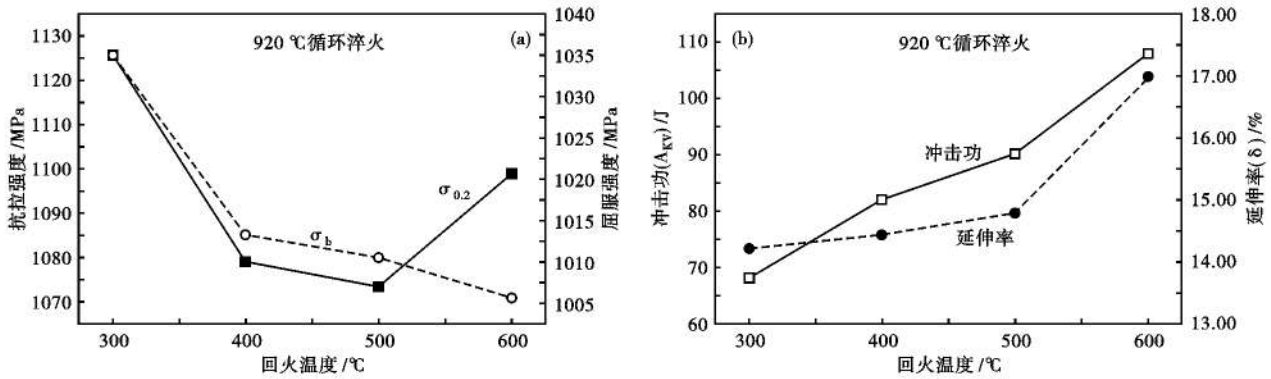 920 ℃循环淬火
(a)
抗拉强度 /MPa
1130
1120
1110
1100
1090
1080
1070
σ0.2
σb
1040
1035
1030
1025
1020
1015
1010
1005
屈服强度 /MPa
300
400
500
600
回火温度 /℃
(b)
920 ℃循环淬火
冲击功(AKV) /J
110
100
90
80
70
60
冲击功
延伸率
18.00
17.00
16.00
15.00
14.00
13.00
延伸率(δ) /%
300
400
500
600
回火温度 /℃